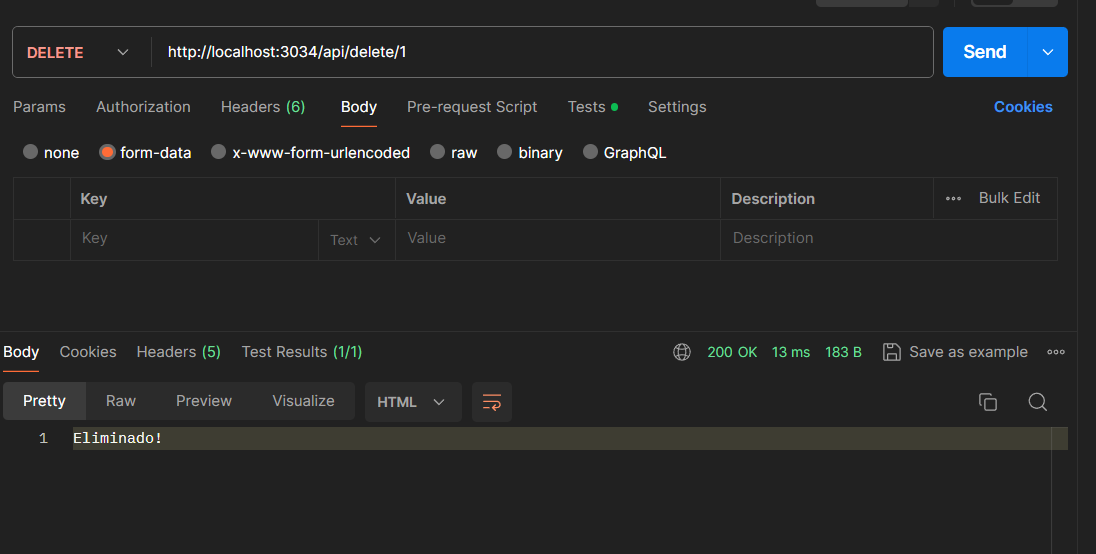 DELETE http://localhost:3034/api/delete/1 Send
Params Authorization Headers (6) Body Pre-request Script Tests Settings Cookies
none form-data x-www-form-urlencoded raw binary GraphQL
Key Value Description Bulk Edit
Key Text Value Description
Body Cookies Headers (5) Test Results (1/1) 200 OK 13 ms 183 B Save as example
Pretty Raw Preview Visualize HTML
1 Eliminado!